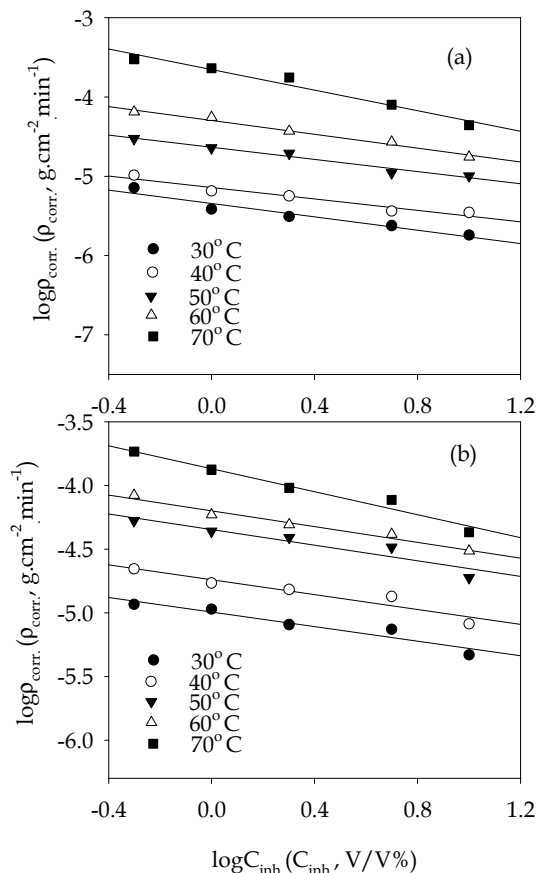 -3
(a)
-4
-5
-6
-7
logρcorr. (ρcorr., g.cm⁻² min⁻¹)
30° C
40° C
50° C
60° C
70° C
-0.4 0.0 0.4 0.8 1.2
-3.5
(b)
-4.0
-4.5
-5.0
-5.5
-6.0
logρcorr. (ρcorr., g.cm⁻² min⁻¹)
30° C
40° C
50° C
60° C
70° C
-0.4 0.0 0.4 0.8 1.2
logCinh (Cinh , V/V%)